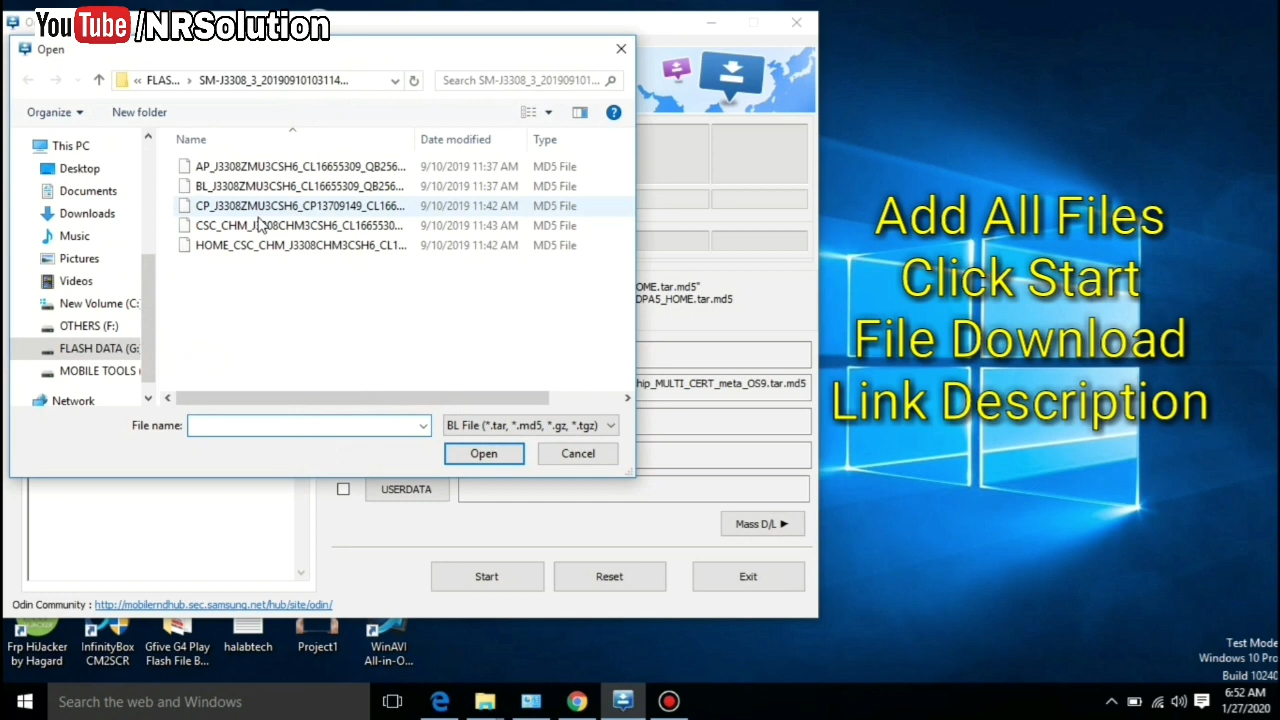 YouTube/NRSolution
Open
FLAS... › SM-J3308_3_20190910103114...
Search SM-J3308_3_201909101...
Organize
New folder
Name
Date modified
Type
This PC
Desktop
Documents
Downloads
Music
Pictures
Videos
New Volume (C:
OTHERS (F:)
FLASH DATA (G:
MOBILE TOOLS (
Network
AP_J3308ZMU3CSH6_CL16655309_QB256... 9/10/2019 11:37 AM MD5 File
BL_J3308ZMU3CSH6_CL16655309_QB256... 9/10/2019 11:37 AM MD5 File
CP_J3308ZMU3CSH6_CP13709149_CL166... 9/10/2019 11:42 AM MD5 File
CSC_CHM_J3308CHM3CSH6_CL1665530... 9/10/2019 11:43 AM MD5 File
HOME_CSC_CHM_J3308CHM3CSH6_CL1... 9/10/2019 11:42 AM MD5 File
File name:
BL File (*.tar, *.md5, *.gz, *.tgz)
Open
Cancel
OME.tar.md5"
DPA5_HOME.tar.md5
hip_MULTI_CERT_meta_OS9.tar.md5
USERDATA
Mass D/L
Start
Reset
Exit
Odin Community : http://mobilerndhub.sec.samsung.net/hub/site/odin/
Add All Files
Click Start
File Download
Link Description
Frp HiJacker
by Hagard
InfinityBox
CM2SCR
Gfive G4 Play
Flash File B...
halabtech
Project1
WinAVI
All-in-O...
Test Mode
Windows 10 Pro
Build 10240
Search the web and Windows
6:52 AM
1/27/2020